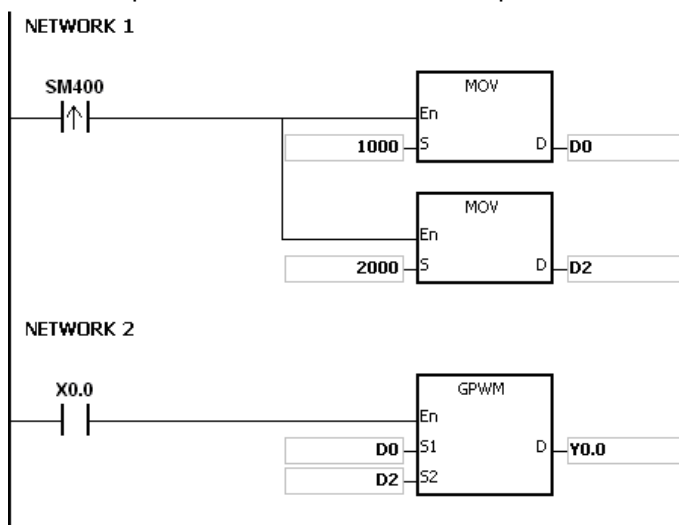 NETWORK 1
SM400
MOV
En
1000 S D D0
MOV
En
2000 S D D2
NETWORK 2
X0.0
GPWM
En
D0 S1 D Y0.0
D2 S2